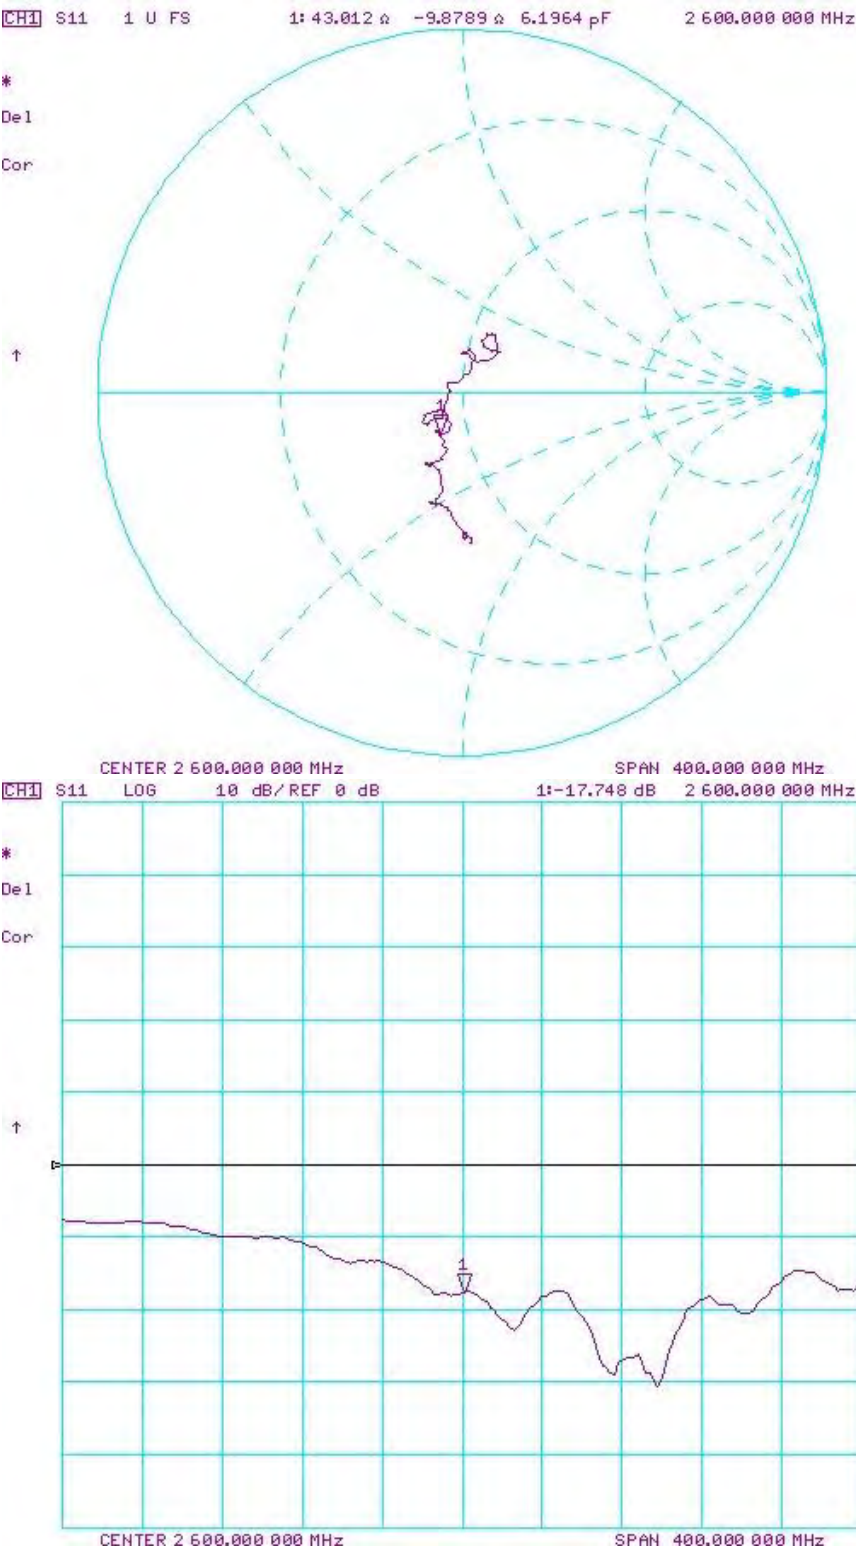 CH1 S11 1 U FS 1: 43.012 Ω -9.8789 Ω 6.1964 pF 2 600.000 000 MHz
*
Del
Cor
↑
1
CENTER 2 600.000 000 MHz SPAN 400.000 000 MHz
CH1 S11 LOG 10 dB/REF 0 dB 1:-17.748 dB 2 600.000 000 MHz
*
Del
Cor
↑
1
CENTER 2 600.000 000 MHz SPAN 400.000 000 MHz